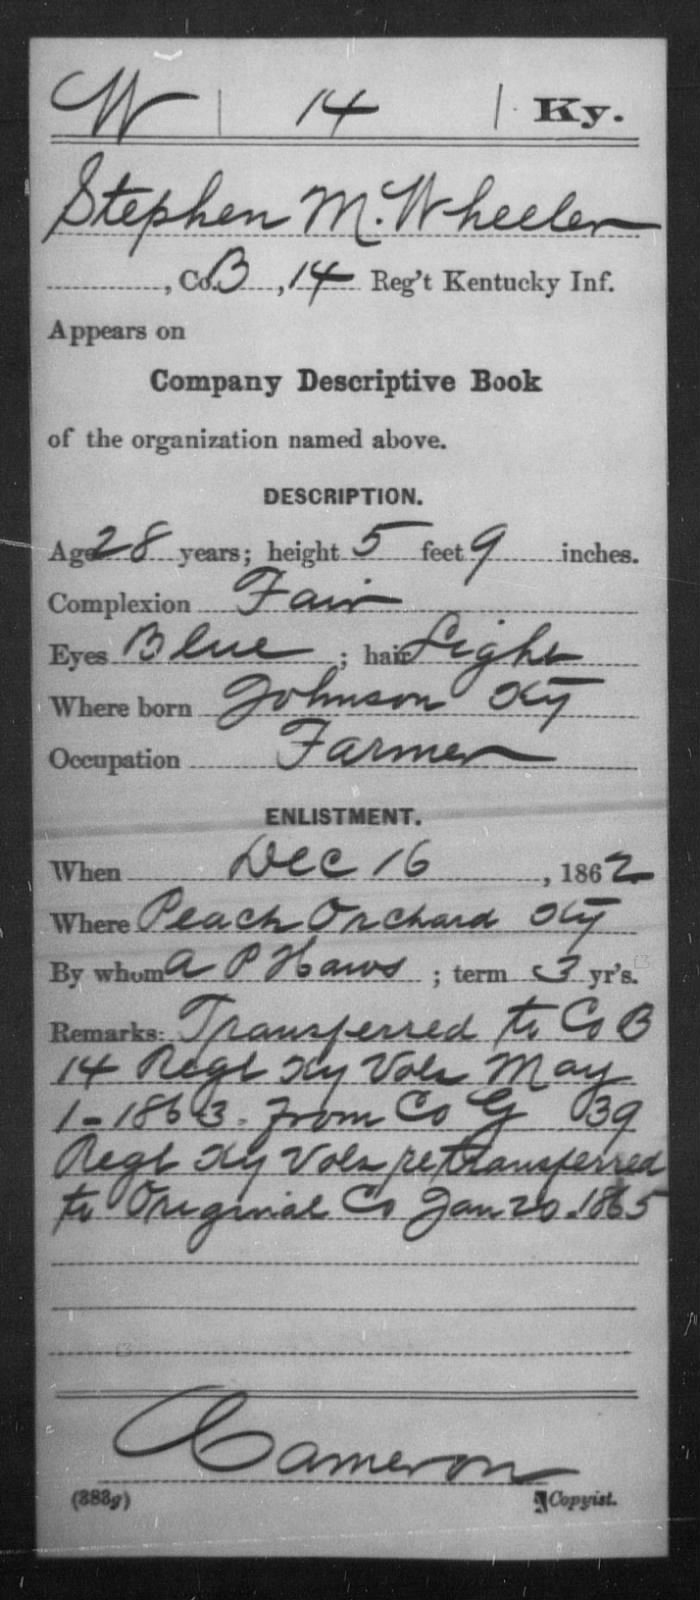 W | 14 | Ky.
Stephen M. Wheeler
, Co. B, 14 Reg't Kentucky Inf.
Appears on
Company Descriptive Book
of the organization named above.
DESCRIPTION.
Age 28 years; height 5 feet 9 inches.
Complexion Fair
Eyes Blue; hair Light
Where born Johnson Ky
Occupation Farmer
ENLISTMENT.
When Dec 16, 1862
Where Peach Orchard Ky
By whom A P Haws; term 3 yr's.
Remarks: Transferred to Co B
14 Regt Ky Vols May
1-1863. from Co G 39
Regt Ky Vols retransferred
to Original Co Jan 20.1865
Cameron
(383g) Copyist.